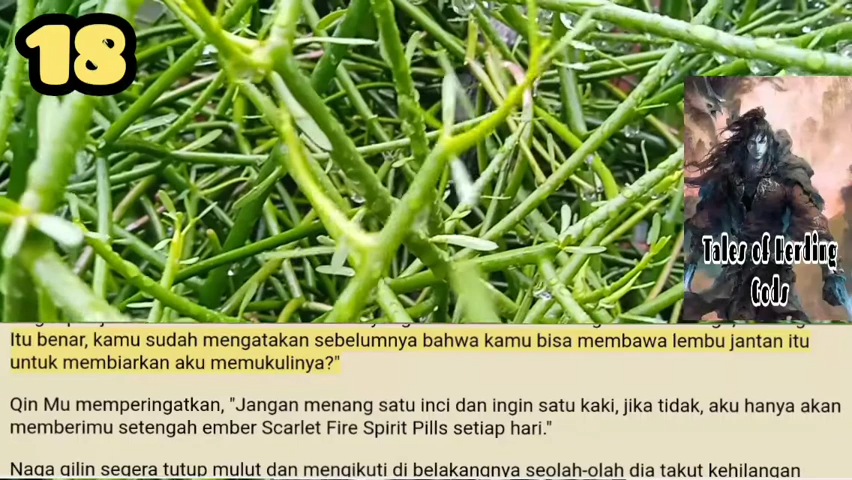 18
Tales of Herding
Gods
Itu benar, kamu sudah mengatakan sebelumnya bahwa kamu bisa membawa lembu jantan itu
untuk membiarkan aku memukulinya?"
Qin Mu memperingatkan, "Jangan menang satu inci dan ingin satu kaki, jika tidak, aku hanya akan
memberimu setengah ember Scarlet Fire Spirit Pills setiap hari."
Naga qilin segera tutup mulut dan mengikuti di belakangnya seolah-olah dia takut kehilangan